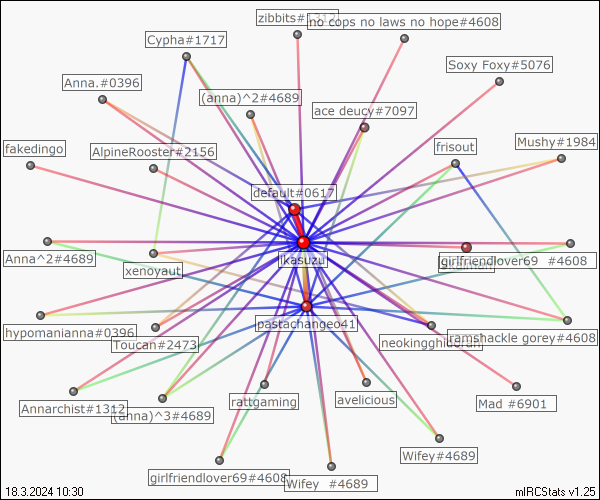 zibbits#1312
no cops no laws no hope#4608
Cypha#1717
Soxy Foxy#5076
Anna.#0396
(anna)^2#4689
ace deucy#7097
fakedingo
AlpineRooster#2156
frisout
Mushy#1984
default#0617
Anna^2#4689
xenoyaut
ikasuzu
girlfriendlover69 #4608
hypomanianna#0396
Toucan#2473
pastachangeo41
neokingghidorah
ramshackle gorey#4608
Annarchist#1312
(anna)^3#4689
rattgaming
avelicious
Mad #6901
girlfriendlover69#4608
Wifey #4689
Wifey#4689
18.3.2024 10:30
mIRCStats v1.25